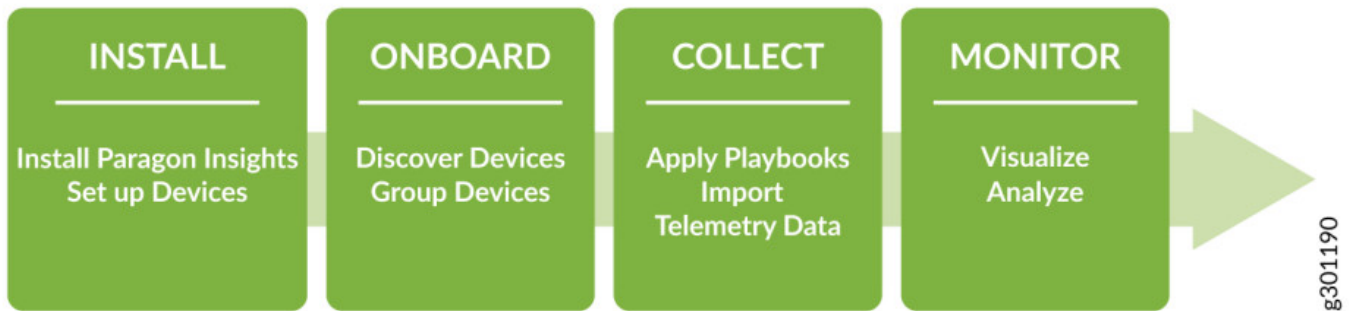 INSTALL
Install Paragon Insights
Set up Devices
ONBOARD
Discover Devices
Group Devices
COLLECT
Apply Playbooks
Import
Telemetry Data
MONITOR
Visualize
Analyze
g301190